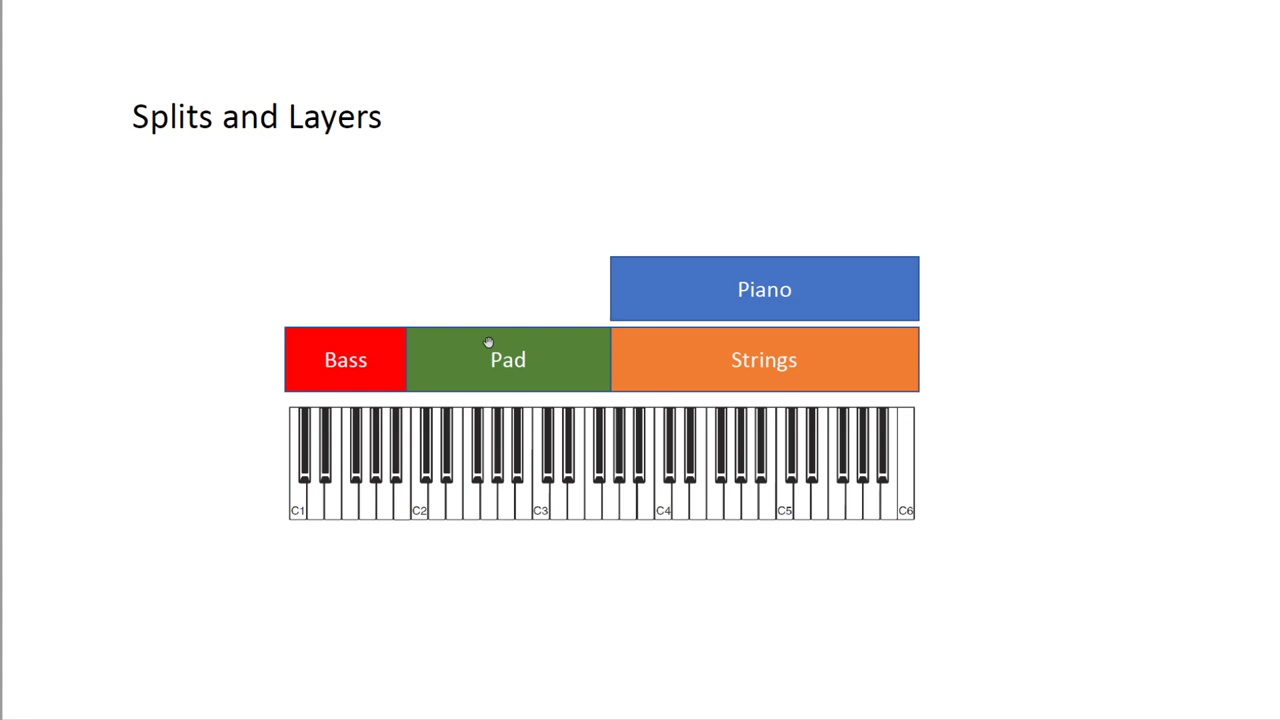 Splits and Layers
Piano
Bass
Pad
Strings
C1
C2
C3
C4
C5
C6